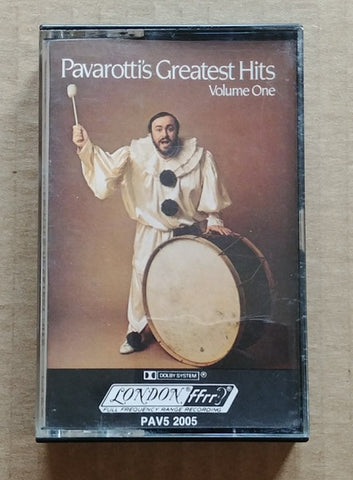 Pavarotti's Greatest Hits
Volume One
DOLBY SYSTEM ®
LONDON ffrr
FULL FREQUENCY RANGE RECORDING
PAV5 2005